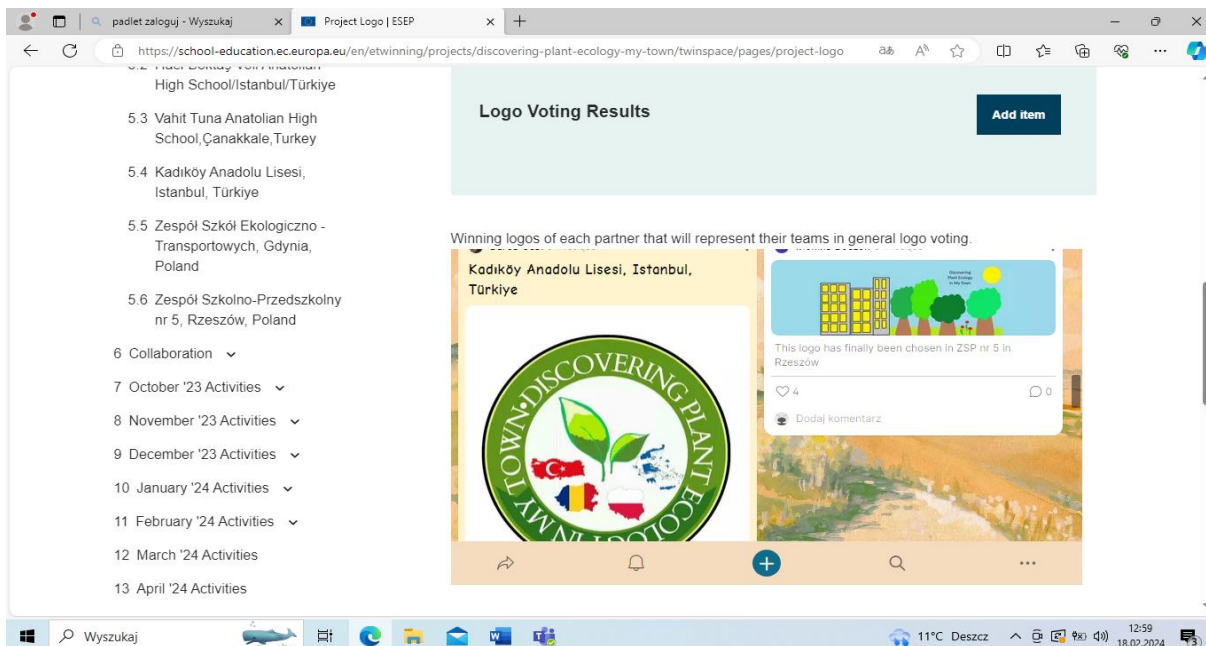 padlet zaloguj - Wyszukaj
Project Logo | ESEP
https://school-education.ec.europa.eu/en/etwinning/projects/discovering-plant-ecology-my-town/twinspace/pages/project-logo
High School/Istanbul/Türkiye
5.3 Vahit Tuna Anatolian High
School,Çanakkale,Turkey
5.4 Kadıköy Anadolu Lisesi,
Istanbul, Türkiye
5.5 Zespół Szkół Ekologiczno -
Transportowych, Gdynia,
Poland
5.6 Zespół Szkolno-Przedszkolny
nr 5, Rzeszów, Poland
6 Collaboration
7 October '23 Activities
8 November '23 Activities
9 December '23 Activities
10 January '24 Activities
11 February '24 Activities
12 March '24 Activities
13 April '24 Activities
Logo Voting Results
Add item
Winning logos of each partner that will represent their teams in general logo voting.
Kadıköy Anadolu Lisesi, Istanbul,
Türkiye
DISCOVERING PLANT ECOLOGY IN MY TOWN
Discovering
Plant Ecology
in My Town
This logo has finally been chosen in ZSP nr 5 in
Rzeszów
4
0
Dodaj komentarz
Wyszukaj
11°C Deszcz
12:59
18.02.2024
3